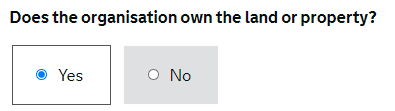 Does the organisation own the land or property?
Yes No